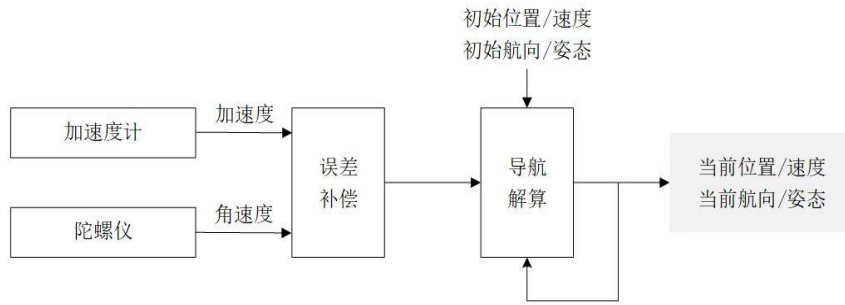 初始位置/速度
初始航向/姿态
加速度计
加速度
误差
补偿
导航
解算
当前位置/速度
当前航向/姿态
陀螺仪
角速度